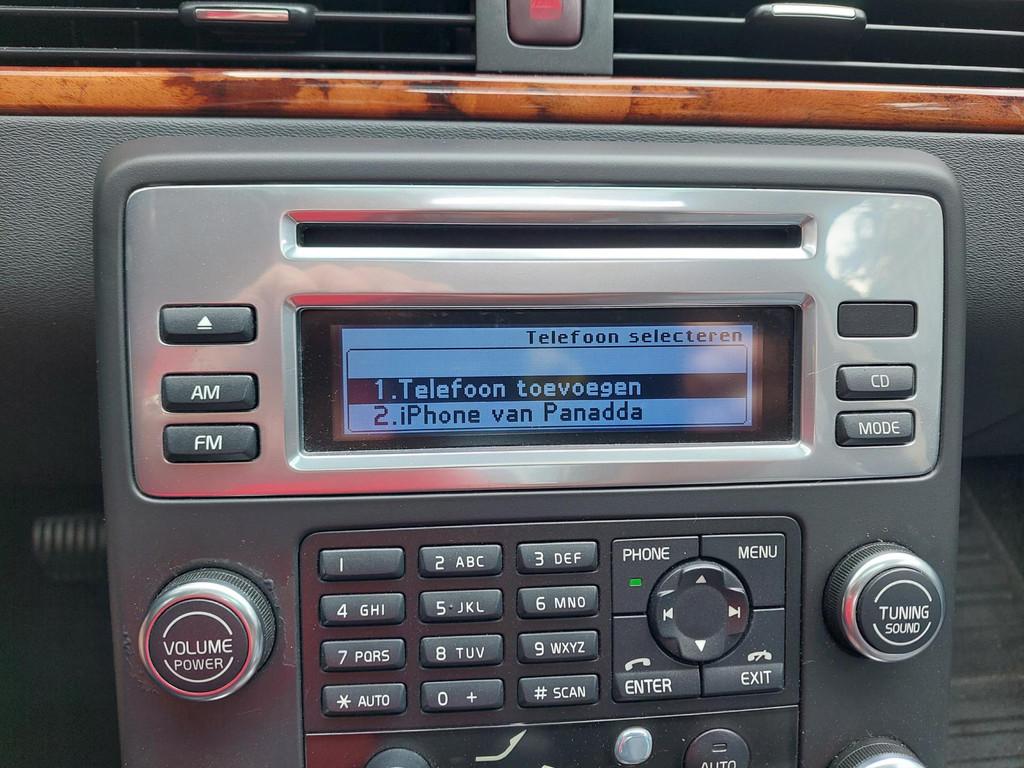 Telefoon selecteren
1.Telefoon toevoegen
2.iPhone van Panadda
AM
FM
CD
MODE
1
2 ABC
3 DEF
4 GHI
5 JKL
6 MNO
7 PQRS
8 TUV
9 WXYZ
* AUTO
0 +
# SCAN
PHONE
MENU
ENTER
EXIT
VOLUME
POWER
TUNING
SOUND
AUTO